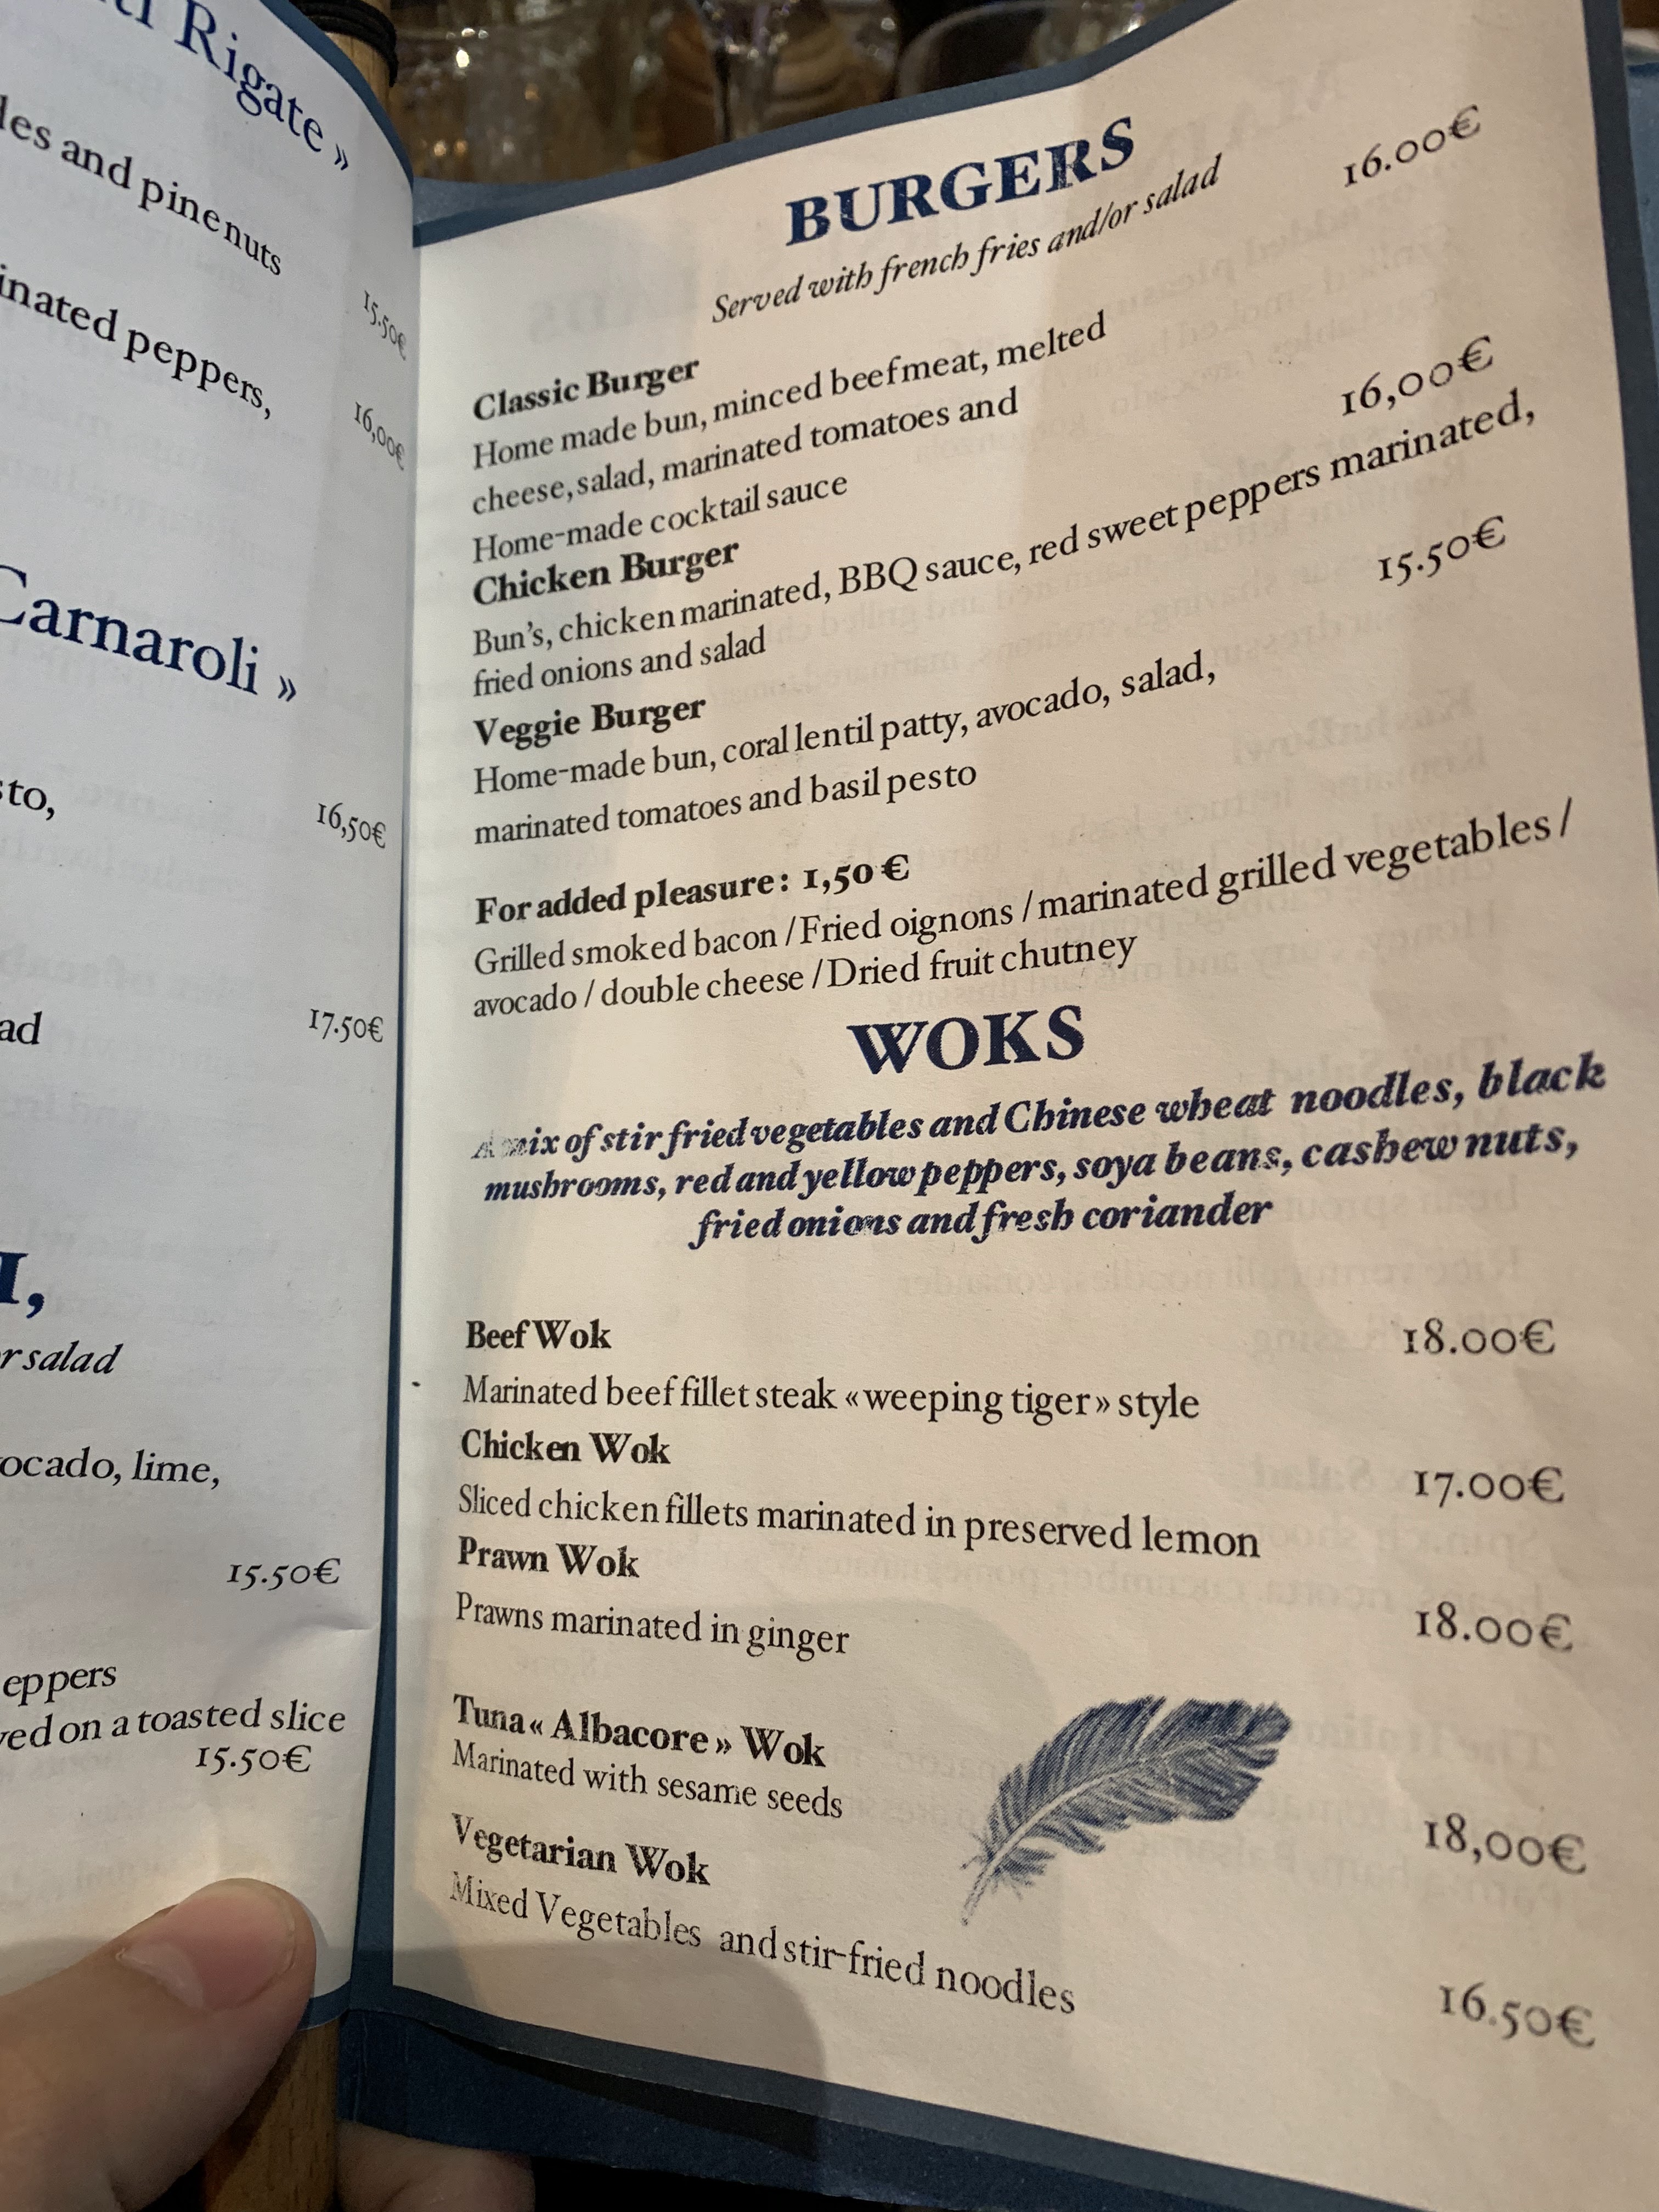 Rigate »
and pine nuts
15.50€
peppers,
16,00€
Carnaroli »
16,50€
17.50€
salad
avocado, lime,
15.50€
on a toasted slice
15.50€
BURGERS
Served with french fries and/or salad
Classic Burger
16.00€
Home made bun, minced beef meat, melted
cheese, salad, marinated tomatoes and
Home-made cocktail sauce
Chicken Burger
16,00€
Bun's, chicken marinated, BBQ sauce, red sweet peppers marinated,
fried onions and salad
Veggie Burger
15.50€
Home-made bun, coral lentil patty, avocado, salad,
marinated tomatoes and basil pesto
For added pleasure: 1,50 €
Grilled smoked bacon / Fried oignons / marinated grilled vegetables /
avocado / double cheese / Dried fruit chutney
WOKS
A mix of stir fried vegetables and Chinese wheat noodles, black
mushrooms, red and yellow peppers, soya beans, cashew nuts,
fried onions and fresh coriander
Beef Wok
18.00€
Marinated beef fillet steak «weeping tiger» style
Chicken Wok
17.00€
Sliced chicken fillets marinated in preserved lemon
Prawn Wok
18.00€
Prawns marinated in ginger
Tuna « Albacore » Wok
18,00€
Marinated with sesame seeds
Vegetarian Wok
16.50€
Mixed Vegetables and stir-fried noodles